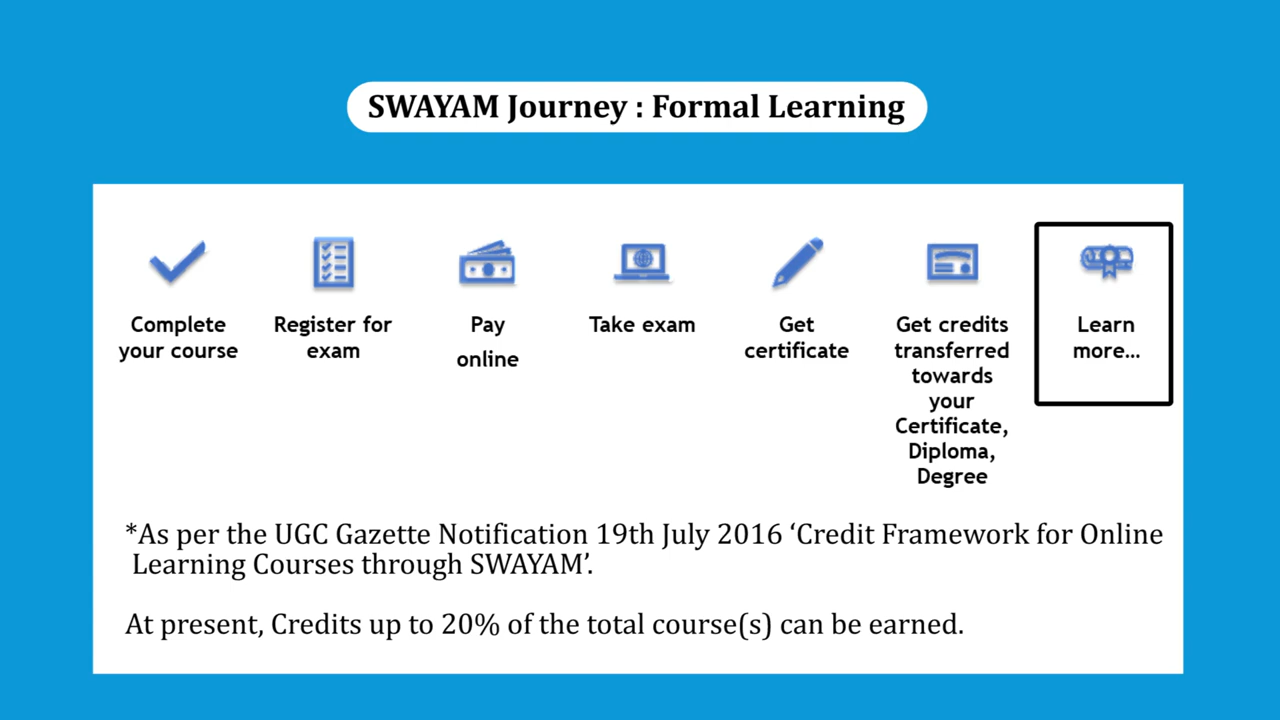 SWAYAM Journey : Formal Learning
Complete
your course
Register for
exam
Pay
online
Take exam
Get
certificate
Get credits
transferred
towards
your
Certificate,
Diploma,
Degree
Learn
more...
*As per the UGC Gazette Notification 19th July 2016 ‘Credit Framework for Online
Learning Courses through SWAYAM’.
At present, Credits up to 20% of the total course(s) can be earned.